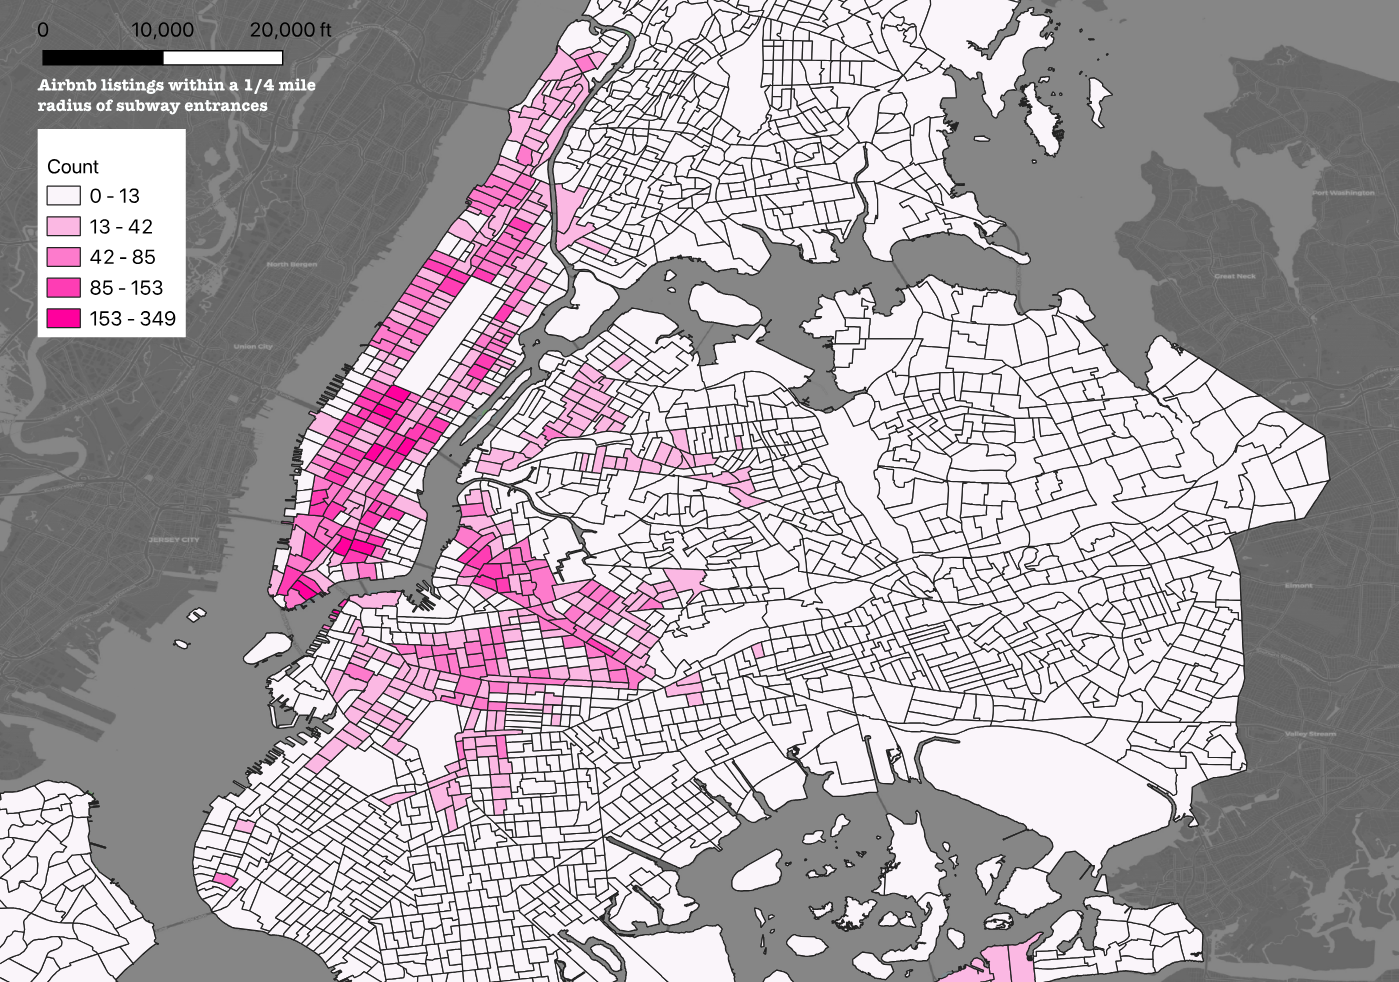 0 10,000 20,000 ft
Airbnb listings within a 1/4 mile
radius of subway entrances
Count
0 - 13
13 - 42
42 - 85
85 - 153
153 - 349
Port Washington
North Bergen
Great Neck
Union City
JERSEY CITY
Elmont
Valley Stream